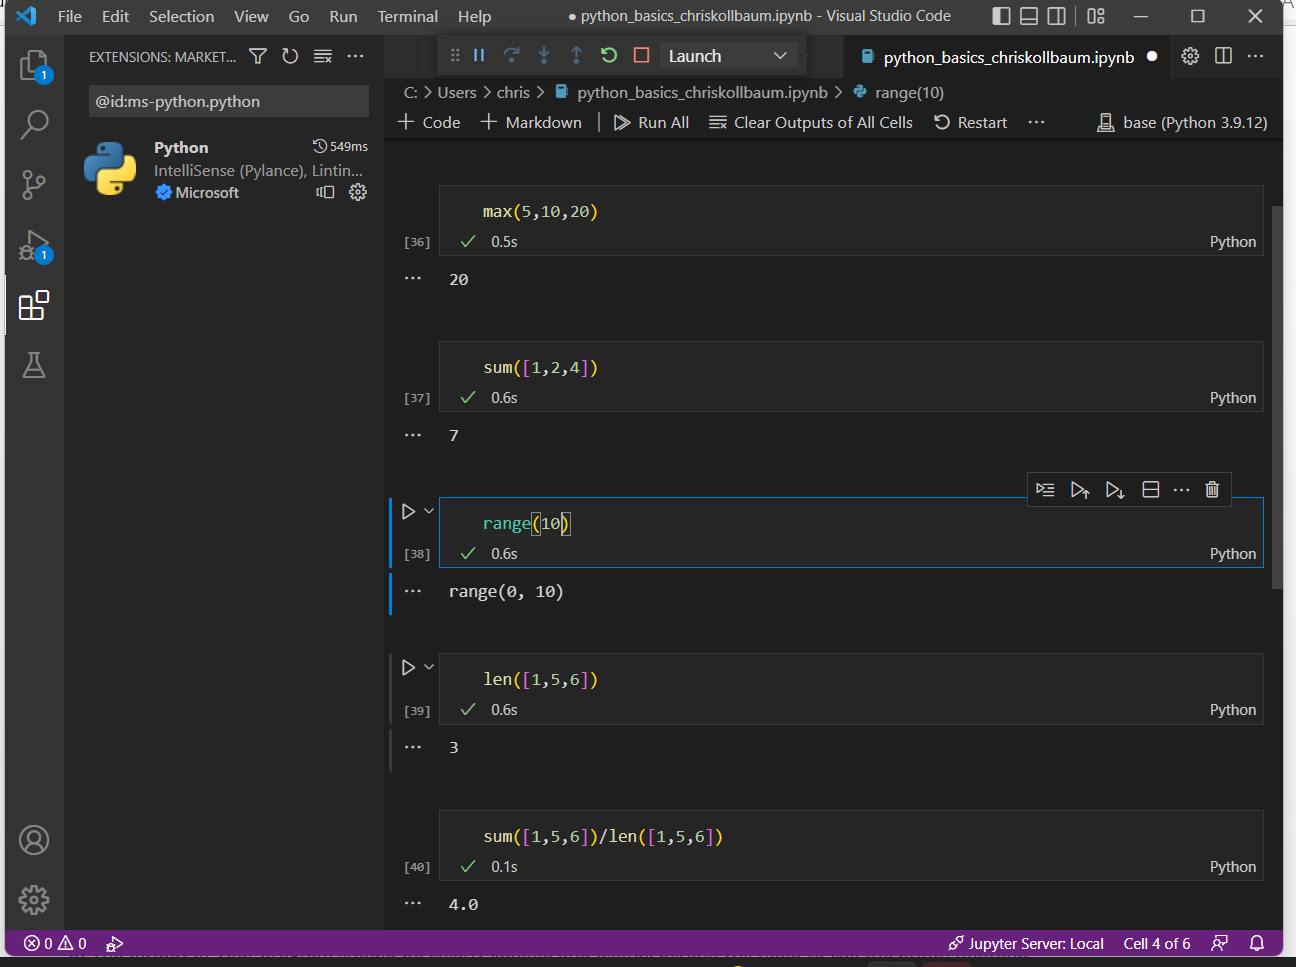 File Edit Selection View Go Run Terminal Help
● python_basics_chriskollbaum.ipynb - Visual Studio Code
EXTENSIONS: MARKET...
Launch
python_basics_chriskollbaum.ipynb
@id:ms-python.python
C: > Users > chris > python_basics_chriskollbaum.ipynb > range(10)
+ Code + Markdown | Run All Clear Outputs of All Cells Restart ... base (Python 3.9.12)
1
Python 549ms
IntelliSense (Pylance), Lintin...
Microsoft
1
max(5,10,20)
[36] 0.5s Python
20
sum([1,2,4])
[37] 0.6s Python
7
range(10)
[38] 0.6s Python
range(0, 10)
len([1,5,6])
[39] 0.6s Python
3
sum([1,5,6])/len([1,5,6])
[40] 0.1s Python
4.0
0 0 Jupyter Server: Local Cell 4 of 6